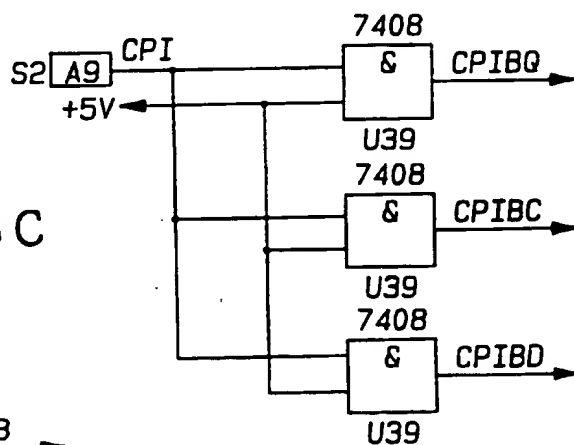 7408
S2 A9 CPI & CPIBQ
+5V
U39
7408
& CPIBC
C
U39
7408
& CPIBD
U39